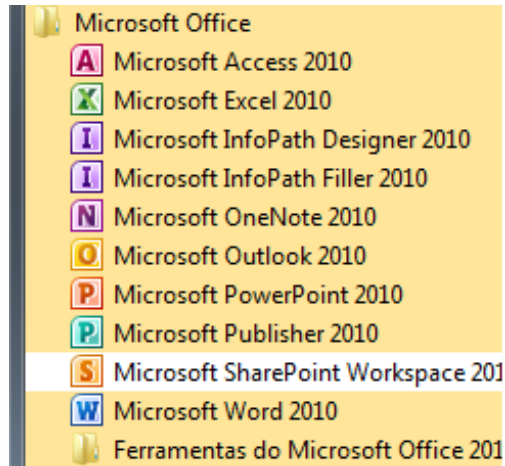 Microsoft Office
Microsoft Access 2010
Microsoft Excel 2010
Microsoft InfoPath Designer 2010
Microsoft InfoPath Filler 2010
Microsoft OneNote 2010
Microsoft Outlook 2010
Microsoft PowerPoint 2010
Microsoft Publisher 2010
Microsoft SharePoint Workspace 201
Microsoft Word 2010
Ferramentas do Microsoft Office 201